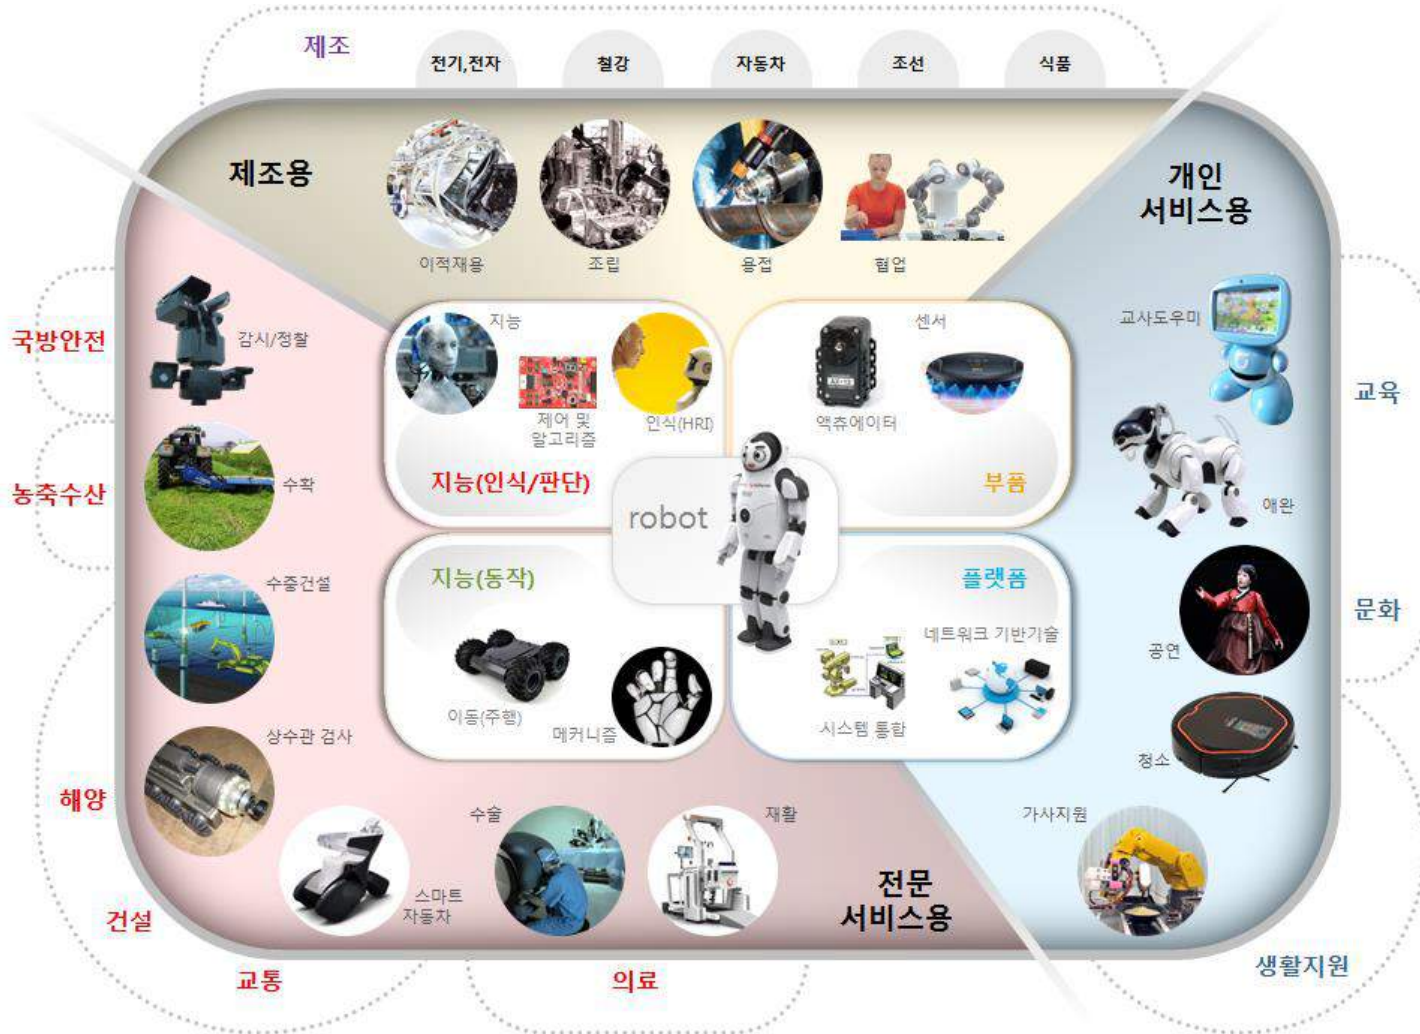 제조
전기,전자
철강
자동차
조선
식품
제조용
개인
서비스용
이적재용
조립
용접
협업
국방안전
감시/정찰
지능
제어 및
알고리즘
인식(HRI)
지능(인식/판단)
센서
AX-12
액츄에이터
부품
교사도우미
교육
농축수산
수확
robot
애완
수중건설
지능(동작)
이동(주행)
메커니즘
플랫폼
네트워크 기반기술
시스템 통합
공연
문화
상수관 검사
청소
해양
스마트
자동차
수술
재활
전문
서비스용
가사지원
건설
교통
의료
생활지원